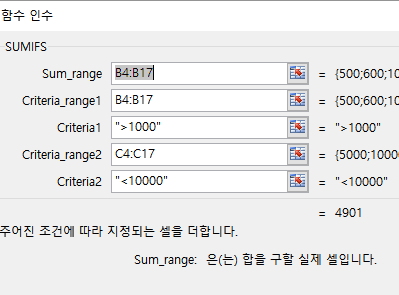 함수 인수
SUMIFS
Sum_range B4:B17 = {500;600;10
Criteria_range1 B4:B17 = {500;600;10
Criteria1 ">1000" = ">1000"
Criteria_range2 C4:C17 = {5000;1000
Criteria2 "<10000" = "<10000"
= 4901
주어진 조건에 따라 지정되는 셀을 더합니다.
Sum_range: 은(는) 합을 구할 실제 셀입니다.